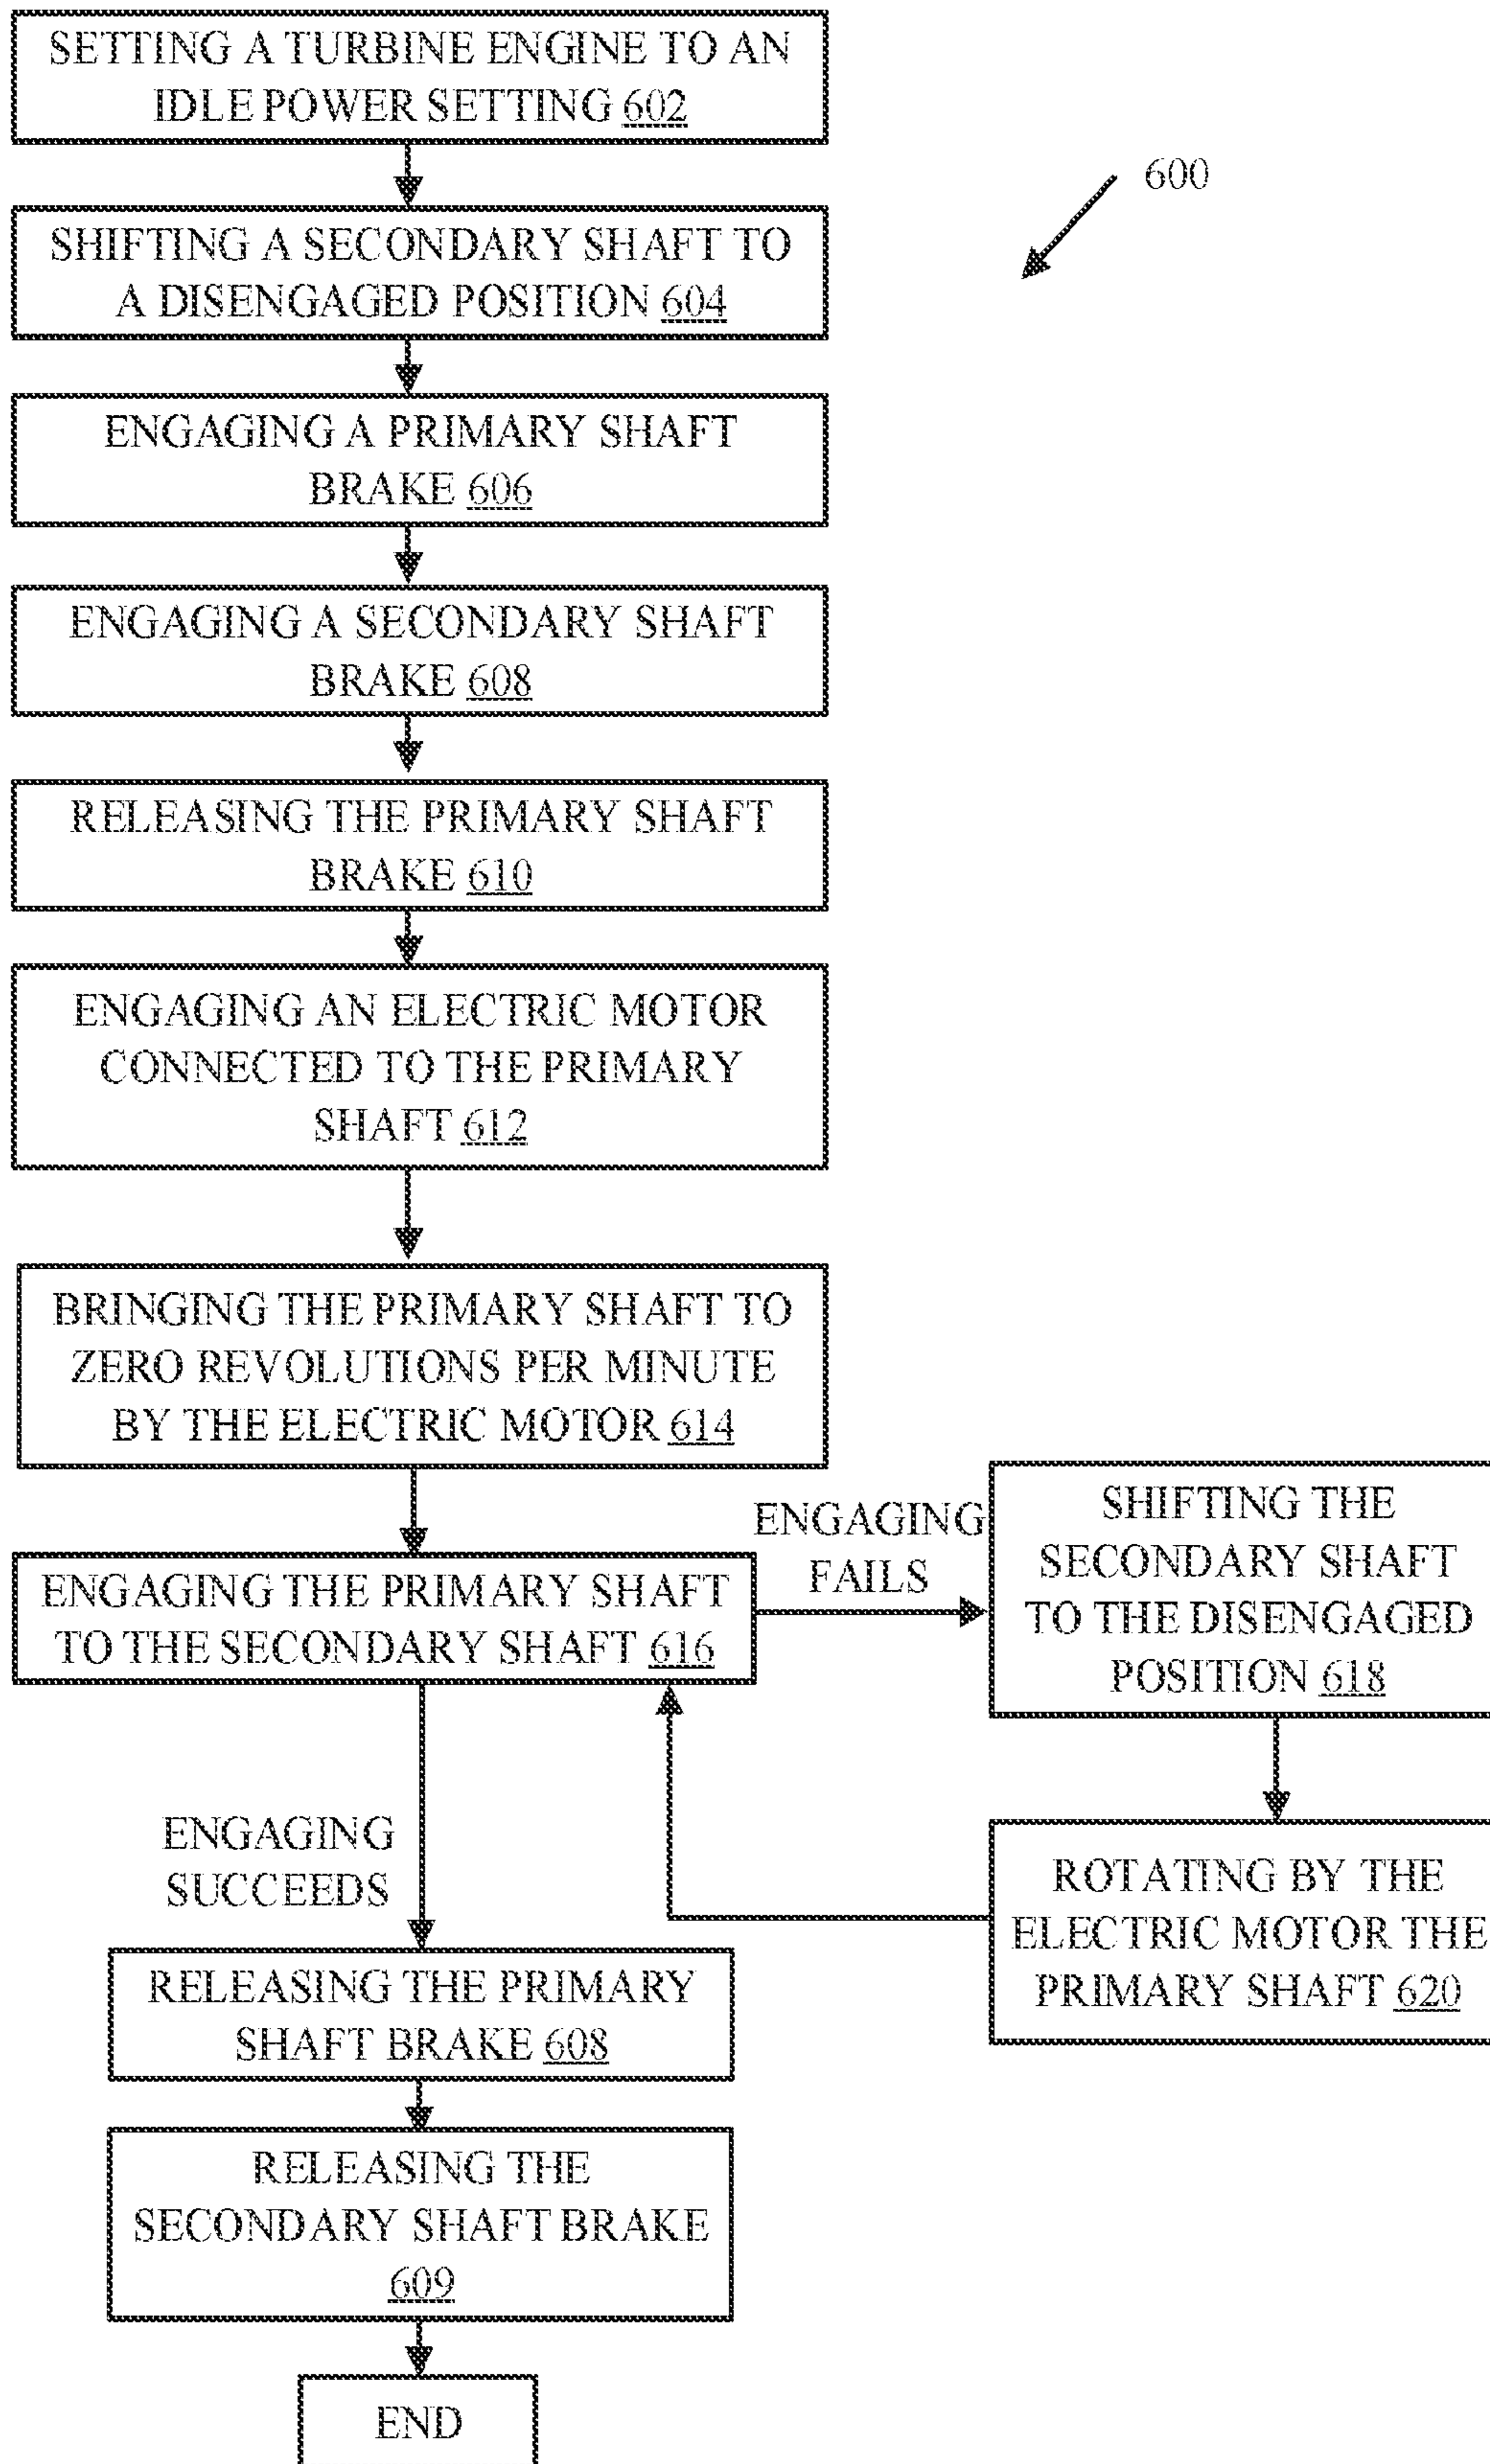 SETTING A TURBINE ENGINE TO AN
IDLE POWER SETTING 602
600
SHIFTING A SECONDARY SHAFT TO
A DISENGAGED POSITION 604
ENGAGING A PRIMARY SHAFT
BRAKE 606
ENGAGING A SECONDARY SHAFT
BRAKE 608
RELEASING THE PRIMARY SHAFT
BRAKE 610
ENGAGING AN ELECTRIC MOTOR
CONNECTED TO THE PRIMARY
SHAFT 612
BRINGING THE PRIMARY SHAFT TO
ZERO REVOLUTIONS PER MINUTE
BY THE ELECTRIC MOTOR 614
ENGAGING THE PRIMARY SHAFT
TO THE SECONDARY SHAFT 616
ENGAGING
FAILS
SHIFTING THE
SECONDARY SHAFT
TO THE DISENGAGED
POSITION 618
ROTATING BY THE
ELECTRIC MOTOR THE
PRIMARY SHAFT 620
ENGAGING
SUCCEEDS
RELEASING THE PRIMARY
SHAFT BRAKE 608
RELEASING THE
SECONDARY SHAFT BRAKE
609
END